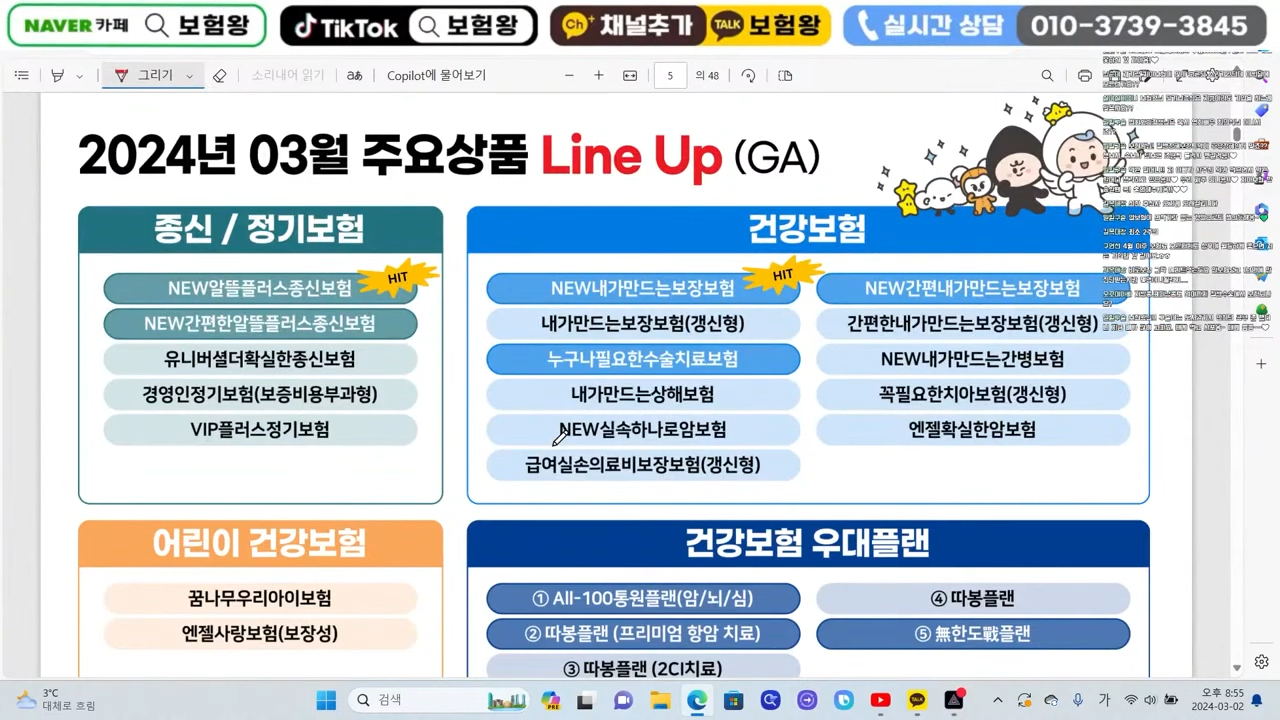 NAVER 카페 보험왕 TikTok 보험왕 Ch+ 채널추가 TALK 보험왕 실시간 상담 010-3739-3845
그리기 소리내어 읽기 aあ Copilot에 물어보기 5 의 48
2024년 03월 주요상품 Line Up (GA)
종신 / 정기보험
HIT
NEW알뜰플러스종신보험
NEW간편한알뜰플러스종신보험
유니버셜더확실한종신보험
경영인정기보험(보증비용부과형)
VIP플러스정기보험
건강보험
HIT
NEW내가만드는보장보험 NEW간편내가만드는보장보험
내가만드는보장보험(갱신형) 간편한내가만드는보장보험(갱신형)
누구나필요한수술치료보험 NEW내가만드는간병보험
내가만드는상해보험 꼭필요한치아보험(갱신형)
NEW실속하나로암보험 엔젤확실한암보험
급여실손의료비보장보험(갱신형)
어린이 건강보험
꿈나무우리아이보험
엔젤사랑보험(보장성)
건강보험 우대플랜
① All-100통원플랜(암/뇌/심) ④ 따봉플랜
② 따봉플랜 (프리미엄 항암 치료) ⑤ 無한도戰플랜
③ 따봉플랜 (2CI치료)
3°C
대체로 흐림
검색
가
오후 8:55
2024-03-02